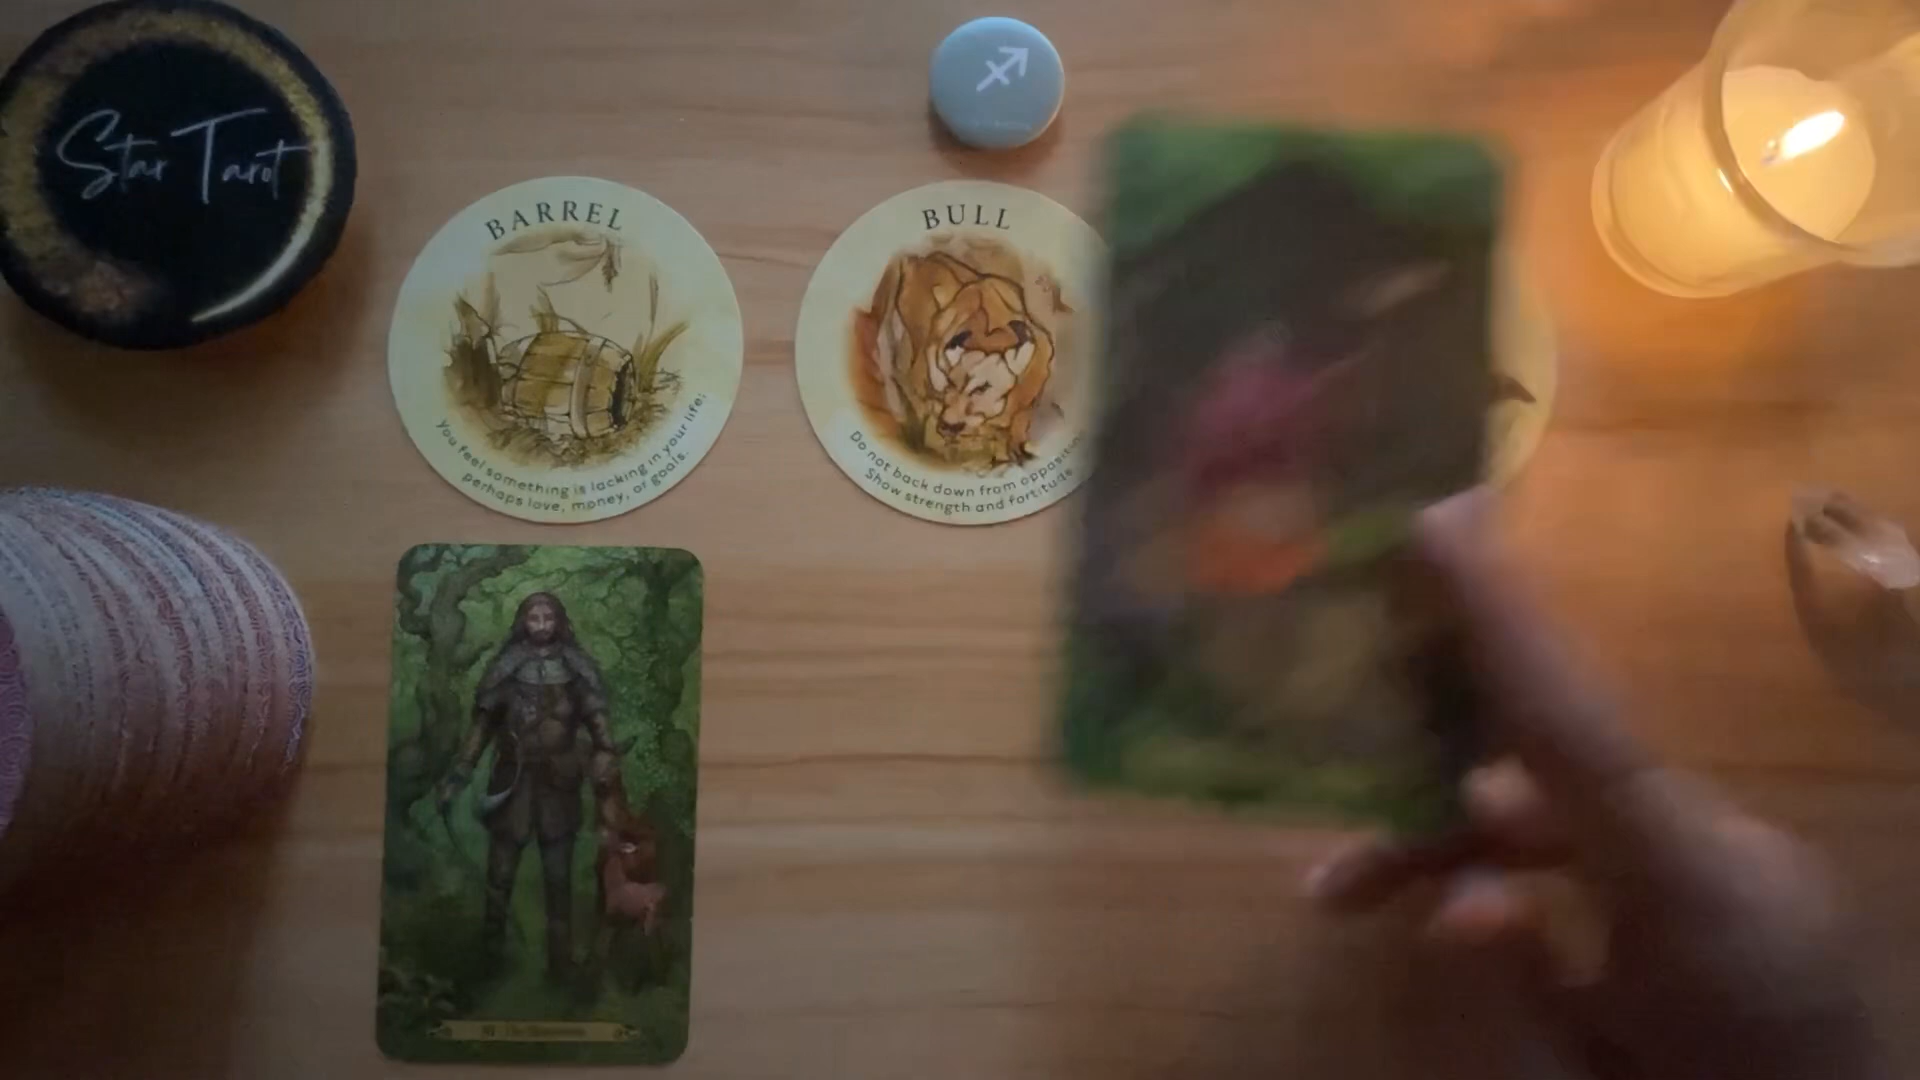 Star Tarot
BARREL
You feel something is lacking in your life;
perhaps love, money, or goals.
BULL
Do not back down from
Show strength and fortitude